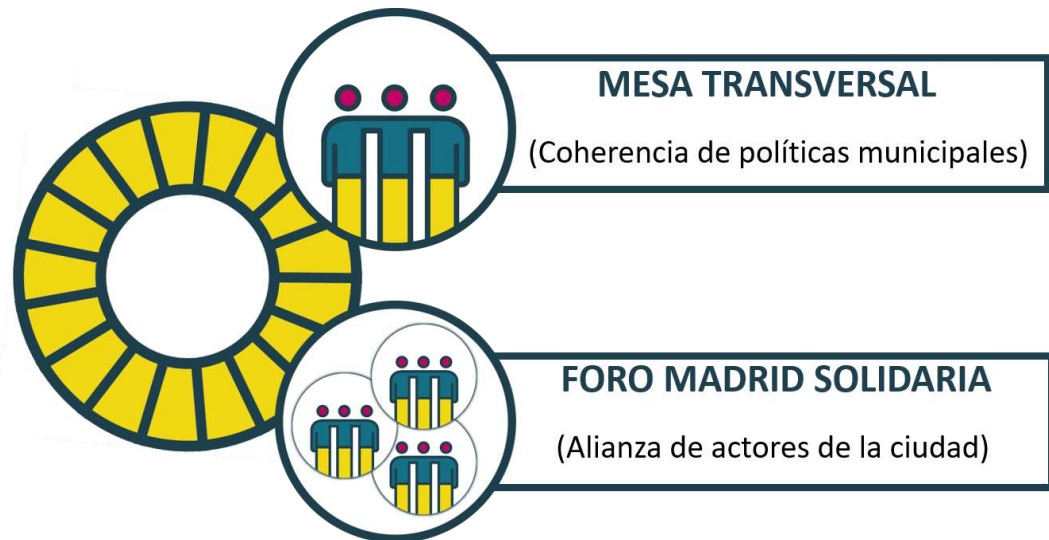 MESA TRANSVERSAL
(Coherencia de políticas municipales)
FORO MADRID SOLIDARIA
(Alianza de actores de la ciudad)